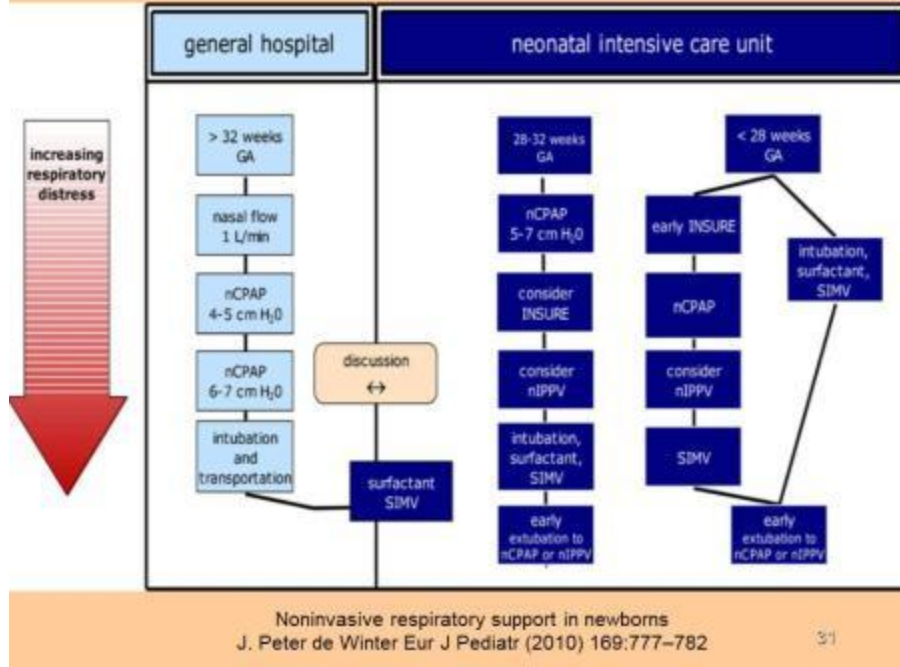 general hospital
neonatal intensive care unit
increasing
respiratory
distress
> 32 weeks
GA
nasal flow
1 L/min
nCPAP
4-5 cm H₂0
nCPAP
6-7 cm H₂0
intubation
and
transportation
discussion
↔
surfactant
SIMV
28-32 weeks
GA
nCPAP
5-7 cm H₂0
consider
INSURE
consider
nIPPV
intubation,
surfactant,
SIMV
early
extubation to
nCPAP or nIPPV
< 28 weeks
GA
early INSURE
nCPAP
consider
nIPPV
SIMV
intubation,
surfactant,
SIMV
early
extubation to
nCPAP or nIPPV
Noninvasive respiratory support in newborns
J. Peter de Winter Eur J Pediatr (2010) 169:777–782
31